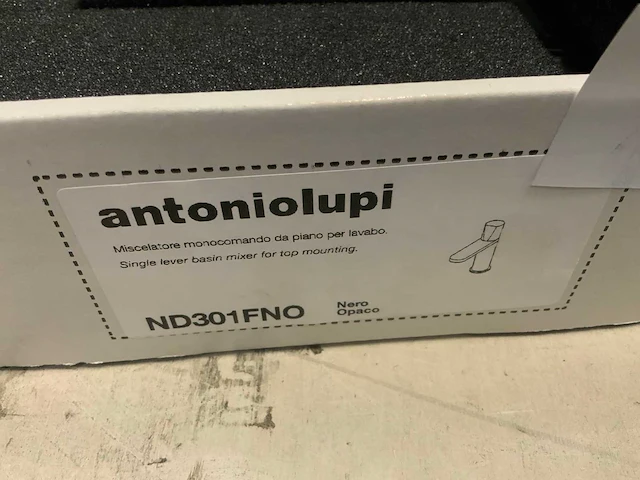 antoniolupi
Miscelatore monocomando da piano per lavabo.
Single lever basin mixer for top mounting.
ND301FNO
Nero
Opaco